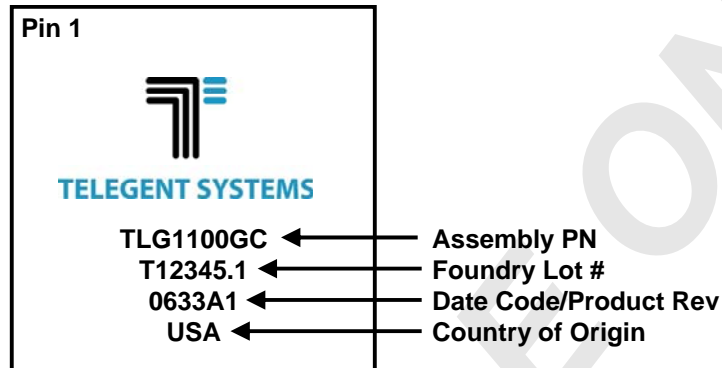 Pin 1
TELEGENT SYSTEMS
TLG1100GC Assembly PN
T12345.1 Foundry Lot #
0633A1 Date Code/Product Rev
USA Country of Origin